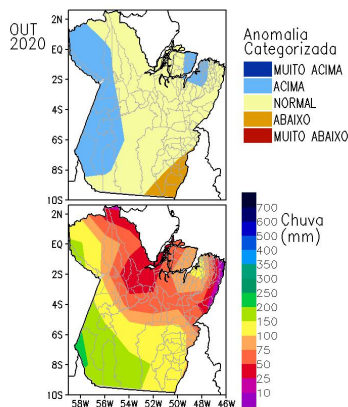 OUT
2020
2N
EQ
2S
4S
6S
8S
10S
Anomalia
Categorizada
MUITO ACIMA
ACIMA
NORMAL
ABAIXO
MUITO ABAIXO
2N
EQ
2S
4S
6S
8S
10S
58W 56W 54W 52W 50W 48W 46W
Chuva
(mm)
700
600
500
400
350
300
250
200
150
100
75
50
25
10